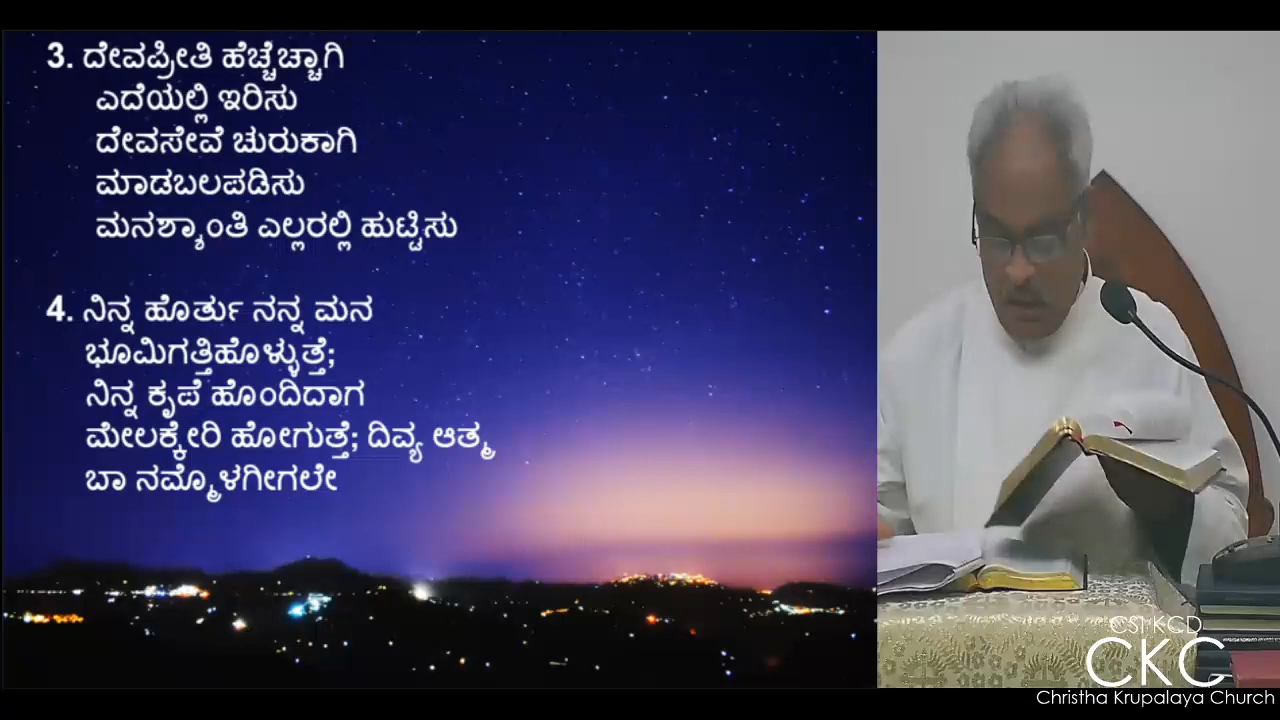 3. ದೇವಪ್ರೀತಿ ಹೆಚ್ಚೆಚ್ಚಾಗಿ
ಎದೆಯಲ್ಲಿ ಇರಿಸು
ದೇವಸೇವೆ ಚುರುಕಾಗಿ
ಮಾಡಬಲಪಡಿಸು
ಮನಶ್ಶ್ಯಾಂತಿ ಎಲ್ಲರಲ್ಲಿ ಹುಟ್ಟಿಸು
4. ನಿನ್ನ ಹೊರ್ತು ನನ್ನ ಮನ
ಭೂಮಿಗತ್ತಿಹೊಳ್ಳುತ್ತೆ;
ನಿನ್ನ ಕೃಪೆ ಹೊಂದಿದಾಗ
ಮೇಲಕ್ಕೇರಿ ಹೋಗುತ್ತೆ; ದಿವ್ಯ ಆತ್ಮ
ಬಾ ನಮ್ಮೊಳಗೀಗಲೇ
CSI KCD
CKC
Christha Krupalaya Church